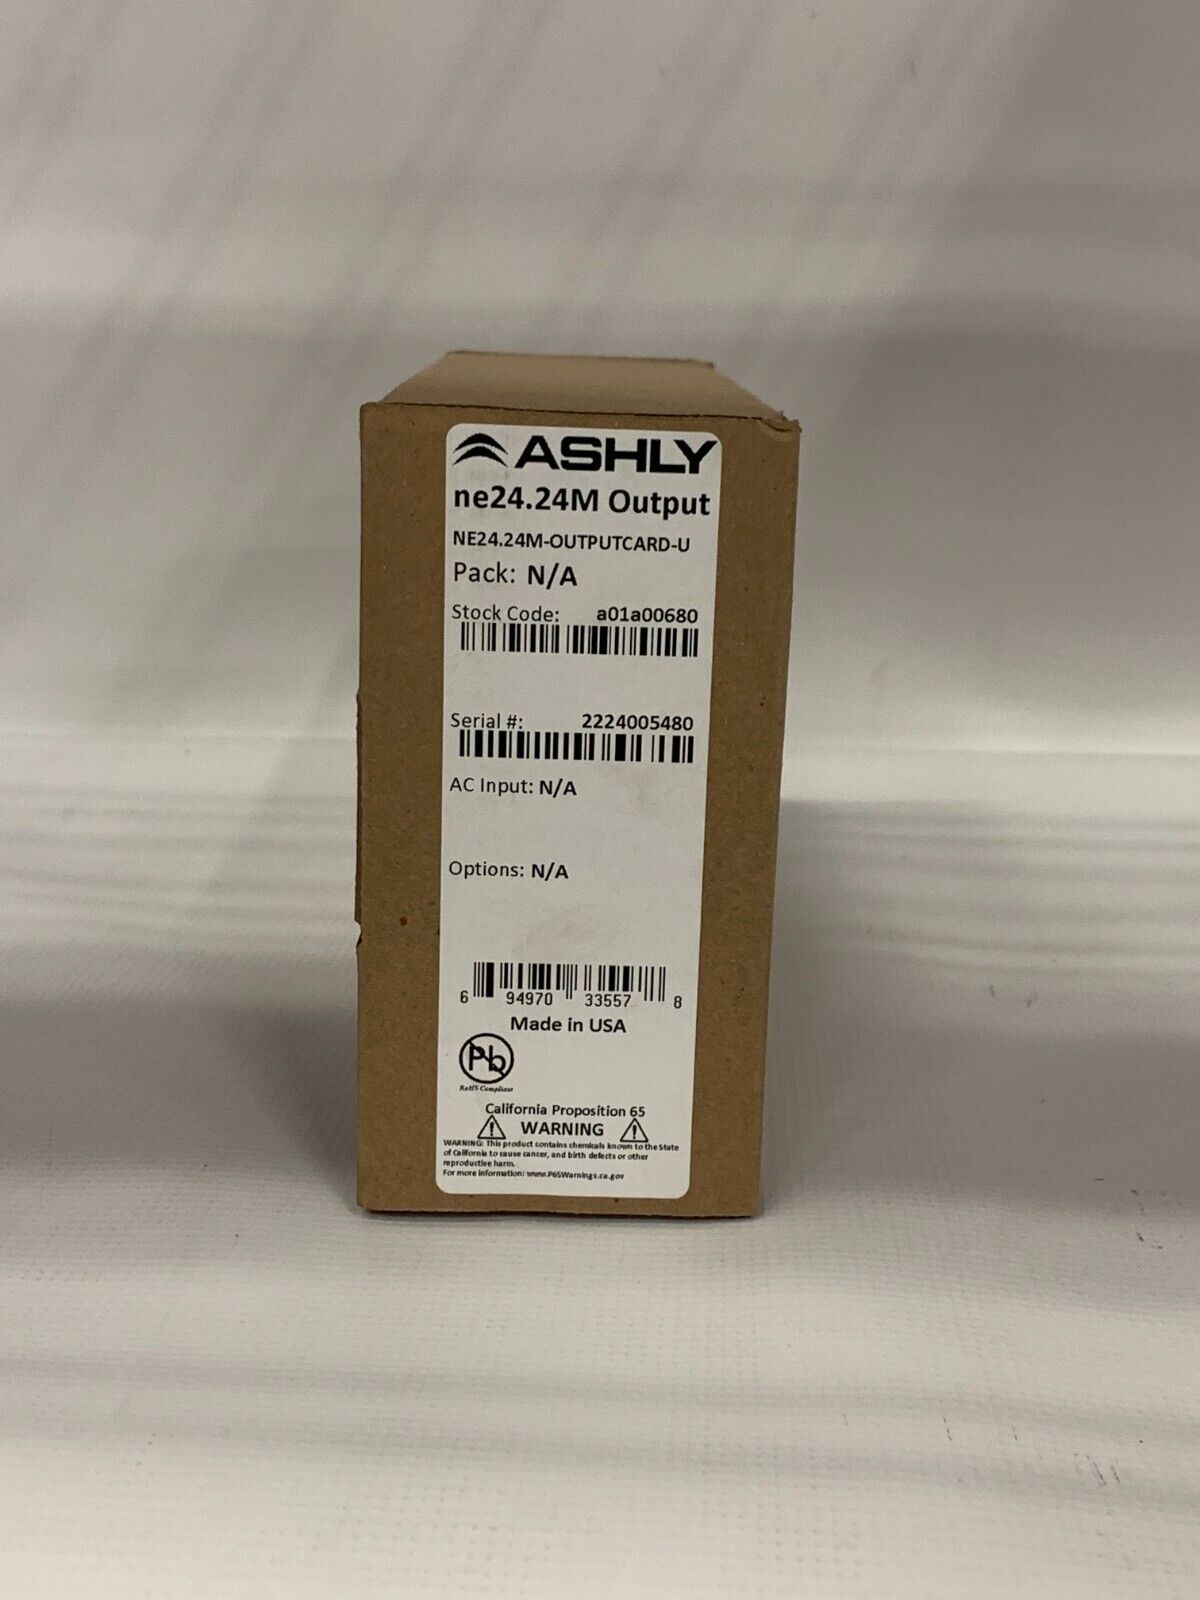 ASHLY
ne24.24M Output
NE24.24M-OUTPUTCARD-U
Pack: N/A
Stock Code: a01a00680
Serial #: 2224005480
AC Input: N/A
Options: N/A
6 94970 33557 8
Made in USA
Pb
RoHS Compliant
California Proposition 65
WARNING
WARNING: This product contains chemicals known to the State
of California to cause cancer, and birth defects or other
reproductive harm.
For more information: www.P65Warnings.ca.gov